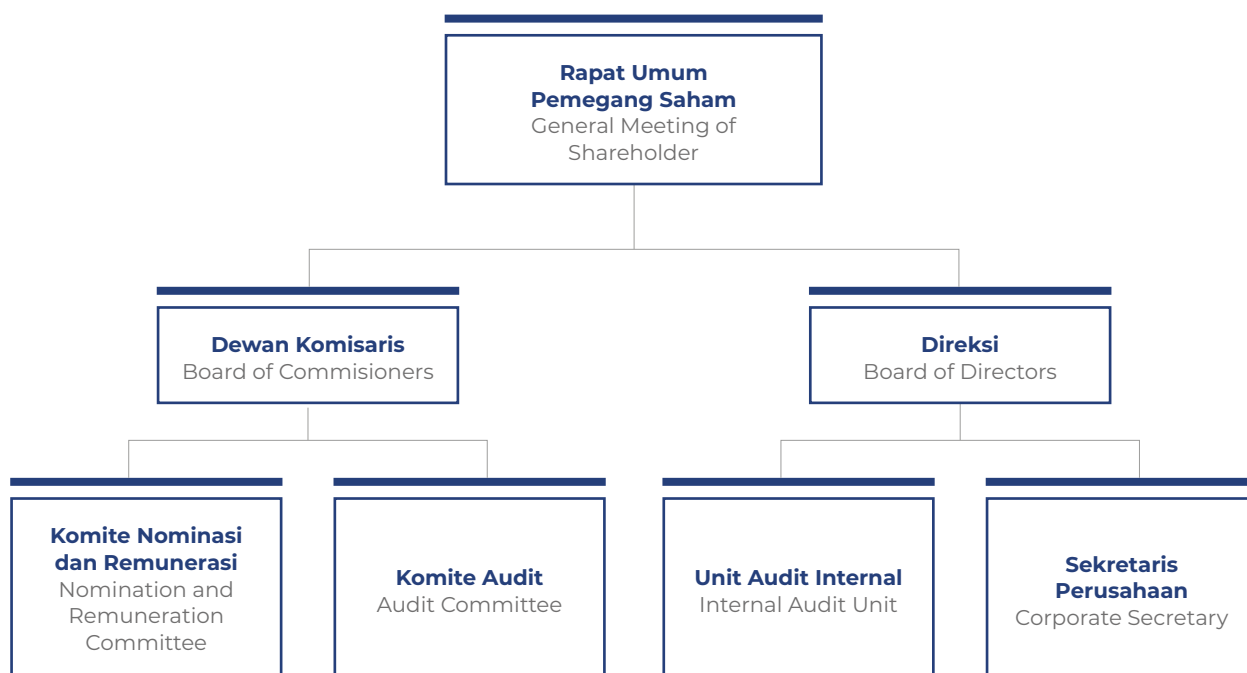 Rapat Umum
Pemegang Saham
General Meeting of
Shareholder
Dewan Komisaris
Board of Commisioners
Direksi
Board of Directors
Komite Nominasi
dan Remunerasi
Nomination and
Remuneration
Committee
Komite Audit
Audit Committee
Unit Audit Internal
Internal Audit Unit
Sekretaris
Perusahaan
Corporate Secretary